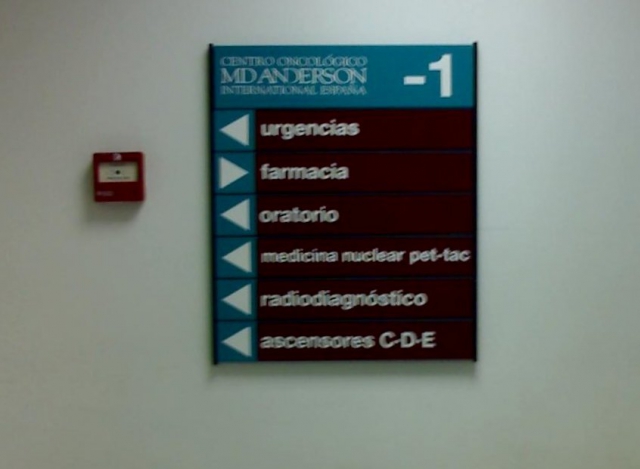 CENTRO ONCOLÓGICO
MD ANDERSON
INTERNATIONAL ESPAÑA
-1
urgencias
farmacia
oratorio
medicina nuclear pet-tac
radiodiagnóstico
ascensores C-D-E